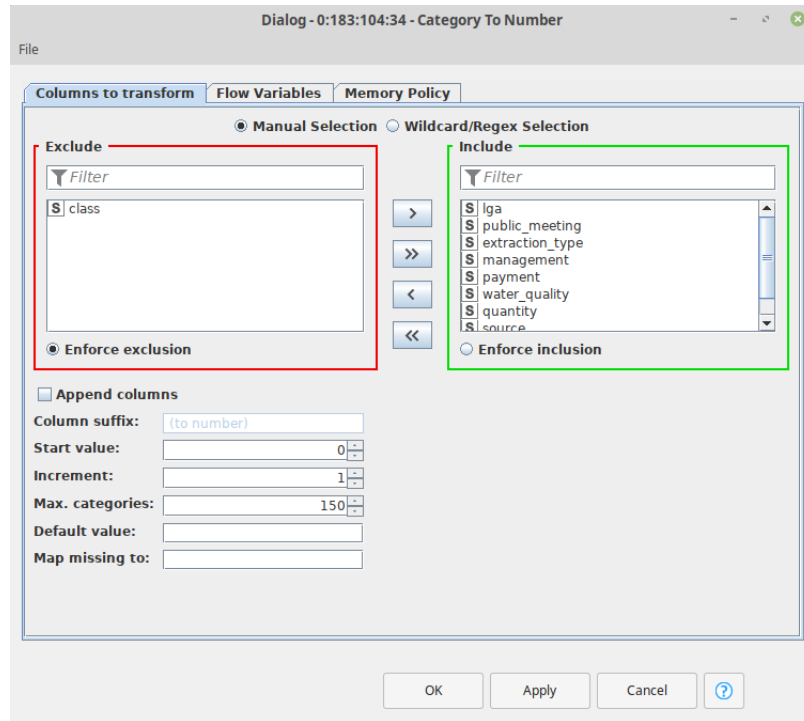 Dialog - 0:183:104:34 - Category To Number
File
Columns to transform Flow Variables Memory Policy
Manual Selection Wildcard/Regex Selection
Exclude
Filter
S class
Enforce exclusion
>
>>
<
<<
Include
Filter
S lga
S public_meeting
S extraction_type
S management
S payment
S water_quality
S quantity
S source
Enforce inclusion
Append columns
Column suffix: (to number)
Start value: 0
Increment: 1
Max. categories: 150
Default value:
Map missing to:
OK Apply Cancel ?